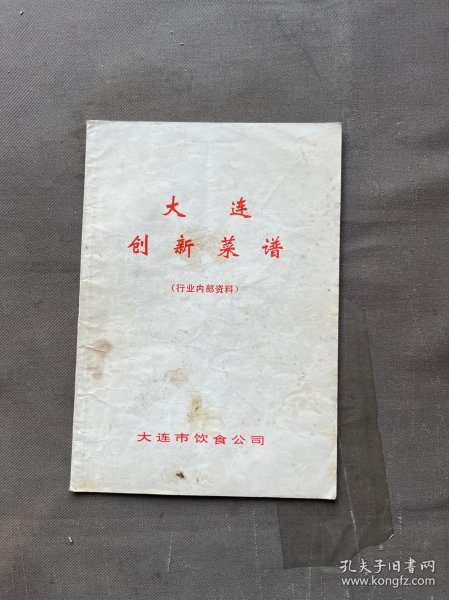 大连
创新菜谱
（行业内部资料）
大连市饮食公司
孔夫子旧书网
www.kongfz.com